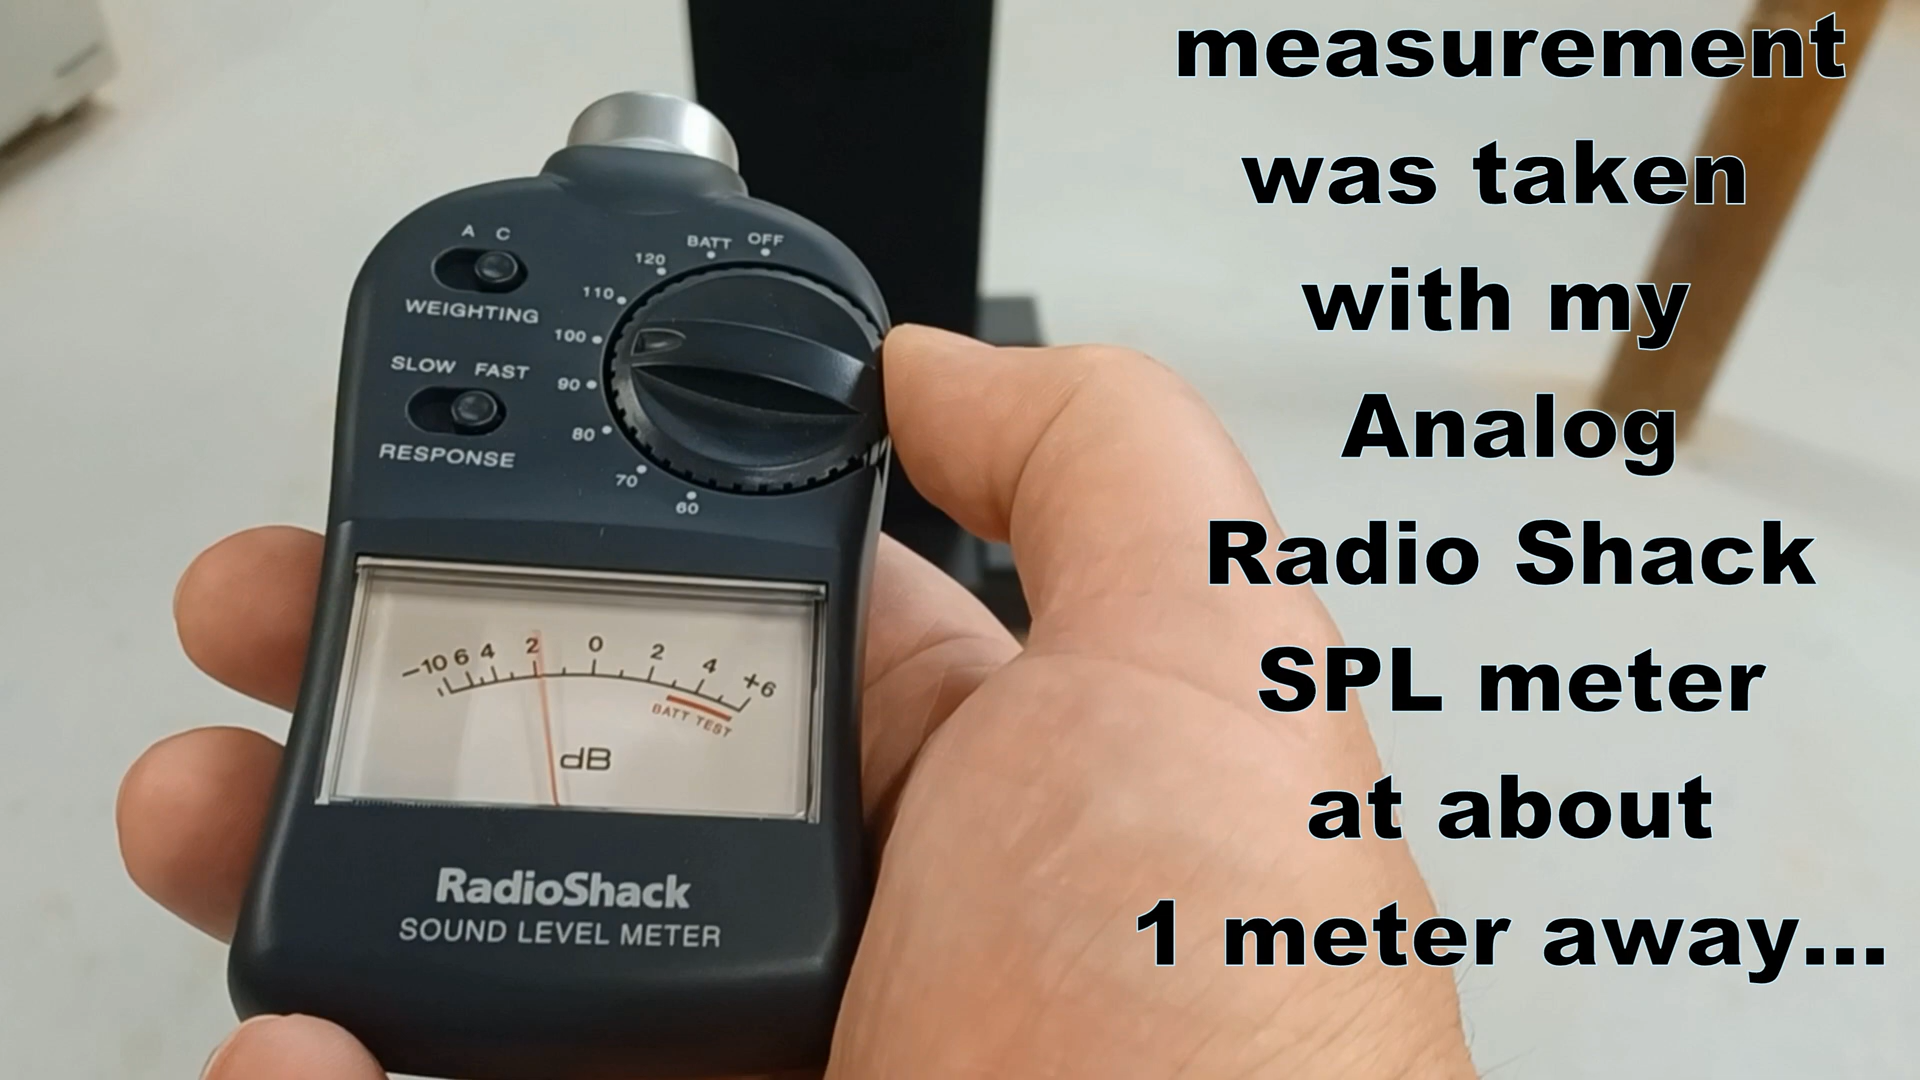 measurement
was taken
with my
Analog
Radio Shack
SPL meter
at about
1 meter away...
A C
WEIGHTING
SLOW FAST
RESPONSE
OFF
BATT
120
110
100
90
80
70
60
-10 6 4 2 0 2 4 +6
BATT TEST
dB
RadioShack
SOUND LEVEL METER